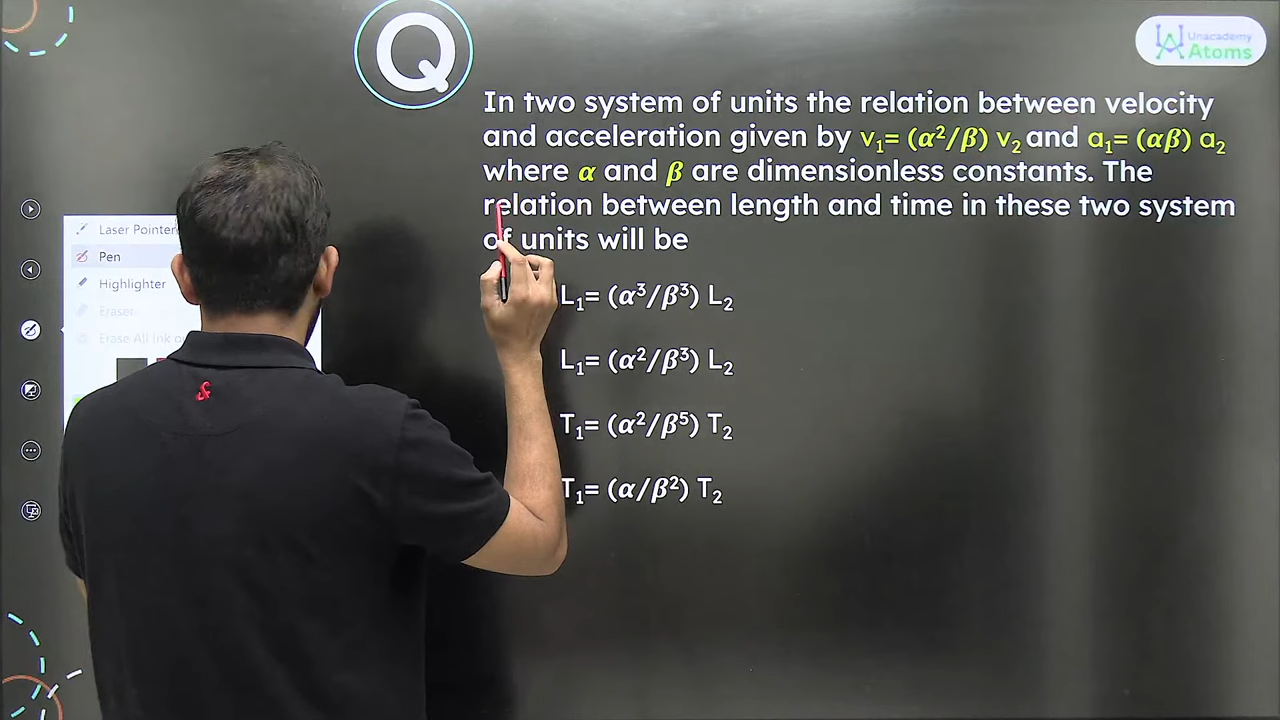 Q
Unacademy
Atoms
In two system of units the relation between velocity
and acceleration given by v₁= (α²/β) v₂ and a₁= (αβ) a₂
where α and β are dimensionless constants. The
relation between length and time in these two system
of units will be
Laser Pointer
Pen
Highlighter
Eraser
Erase All Ink o
L₁= (α³/β³) L₂
L₁= (α²/β³) L₂
T₁= (α²/β⁵) T₂
T₁= (α/β²) T₂